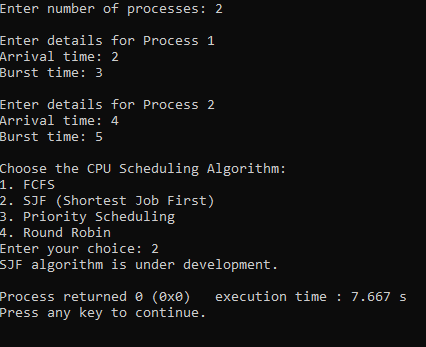 Enter number of processes: 2
Enter details for Process 1
Arrival time: 2
Burst time: 3
Enter details for Process 2
Arrival time: 4
Burst time: 5
Choose the CPU Scheduling Algorithm:
1. FCFS
2. SJF (Shortest Job First)
3. Priority Scheduling
4. Round Robin
Enter your choice: 2
SJF algorithm is under development.
Process returned 0 (0x0)   execution time : 7.667 s
Press any key to continue.